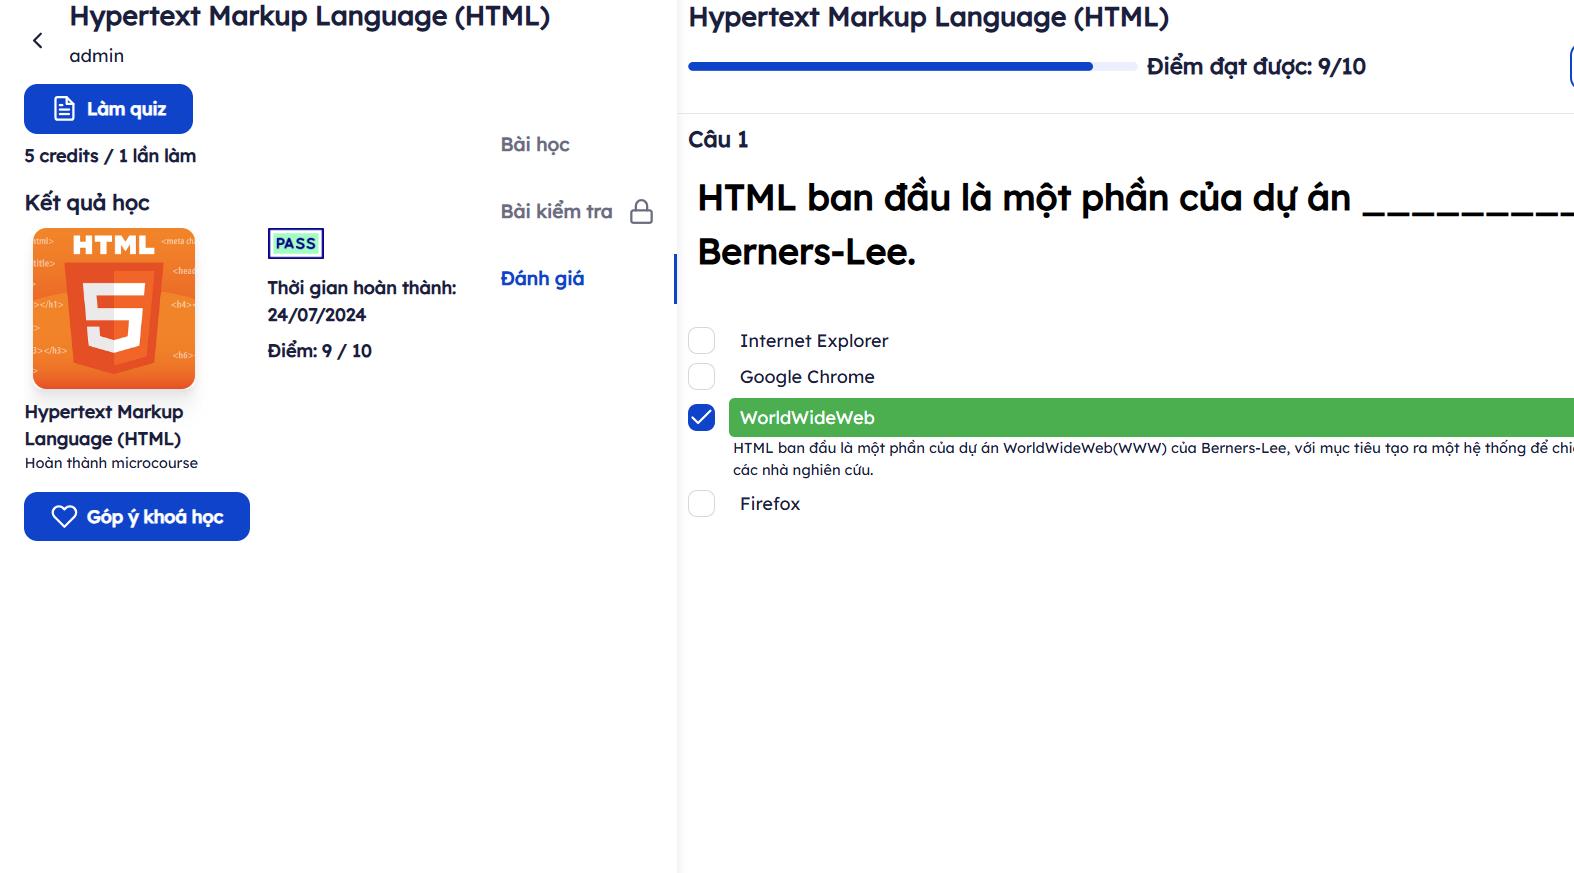 Hypertext Markup Language (HTML)
admin
Làm quiz
5 credits / 1 lần làm
Kết quả học
HTML
5
PASS
Thời gian hoàn thành:
24/07/2024
Điểm: 9 / 10
Hypertext Markup
Language (HTML)
Hoàn thành microcourse
Góp ý khoá học
Bài học
Bài kiểm tra
Đánh giá
Hypertext Markup Language (HTML)
Điểm đạt được: 9/10
Câu 1
HTML ban đầu là một phần của dự án _________
Berners-Lee.
Internet Explorer
Google Chrome
WorldWideWeb
HTML ban đầu là một phần của dự án WorldWideWeb(WWW) của Berners-Lee, với mục tiêu tạo ra một hệ thống để
các nhà nghiên cứu.
Firefox